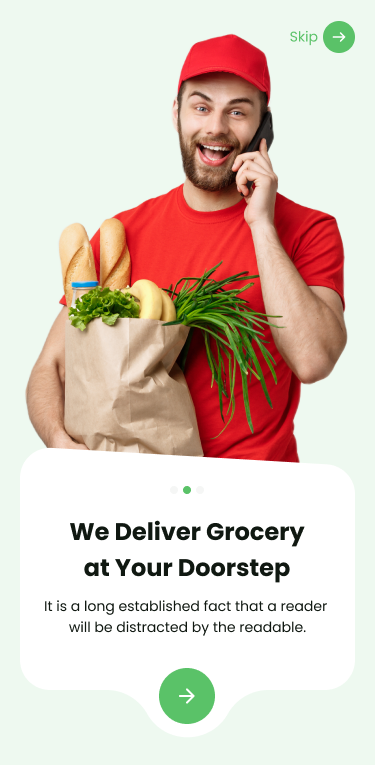 Skip
We Deliver Grocery
at Your Doorstep
It is a long established fact that a reader
will be distracted by the readable.